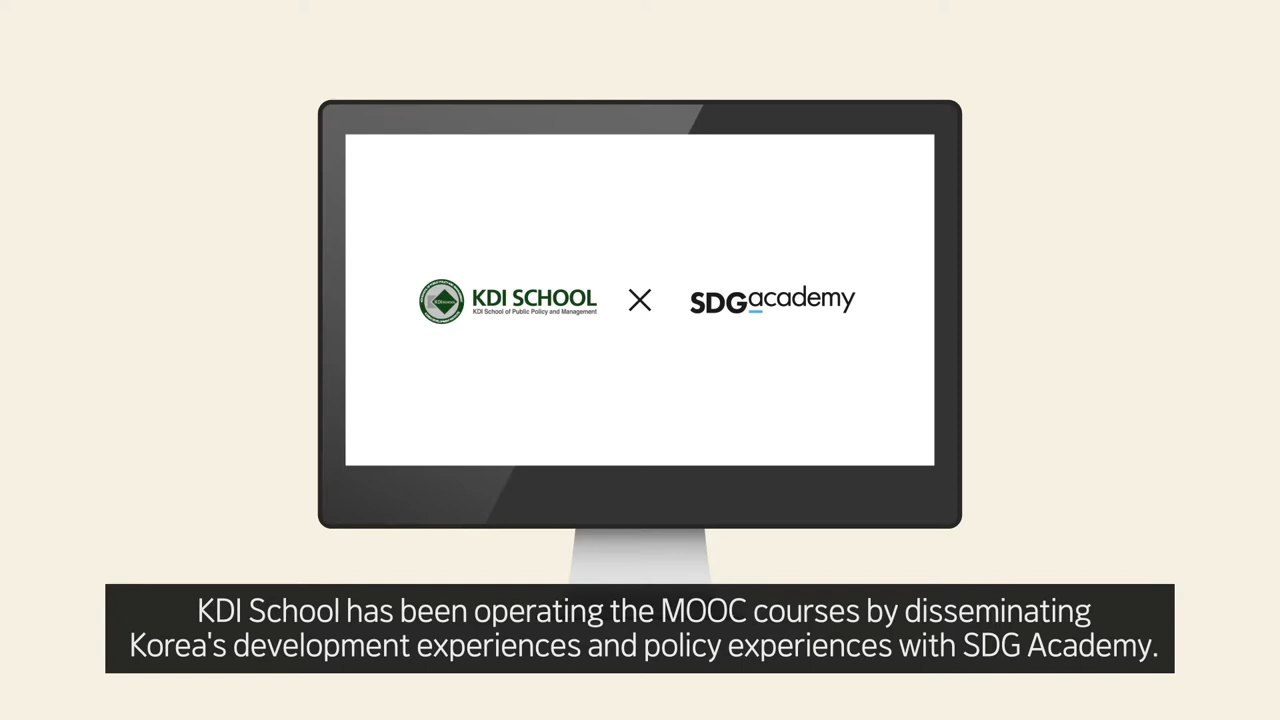 KDI SCHOOL
KDI School of Public Policy and Management
×
SDGacademy
KDI School has been operating the MOOC courses by disseminating
Korea's development experiences and policy experiences with SDG Academy.